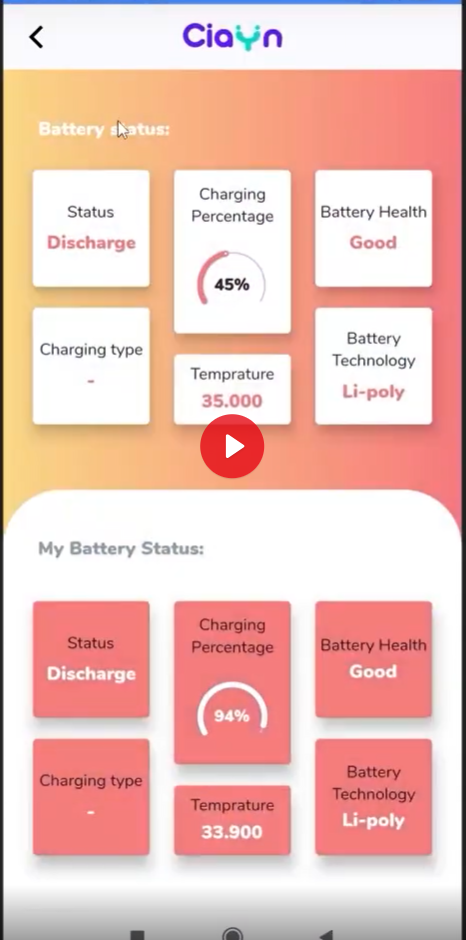 Ciayn
Battery status:
Status
Discharge
Charging
Percentage
45%
Battery Health
Good
Charging type
-
Temprature
35.000
Battery
Technology
Li-poly
My Battery Status:
Status
Discharge
Charging
Percentage
94%
Battery Health
Good
Charging type
-
Temprature
33.900
Battery
Technology
Li-poly